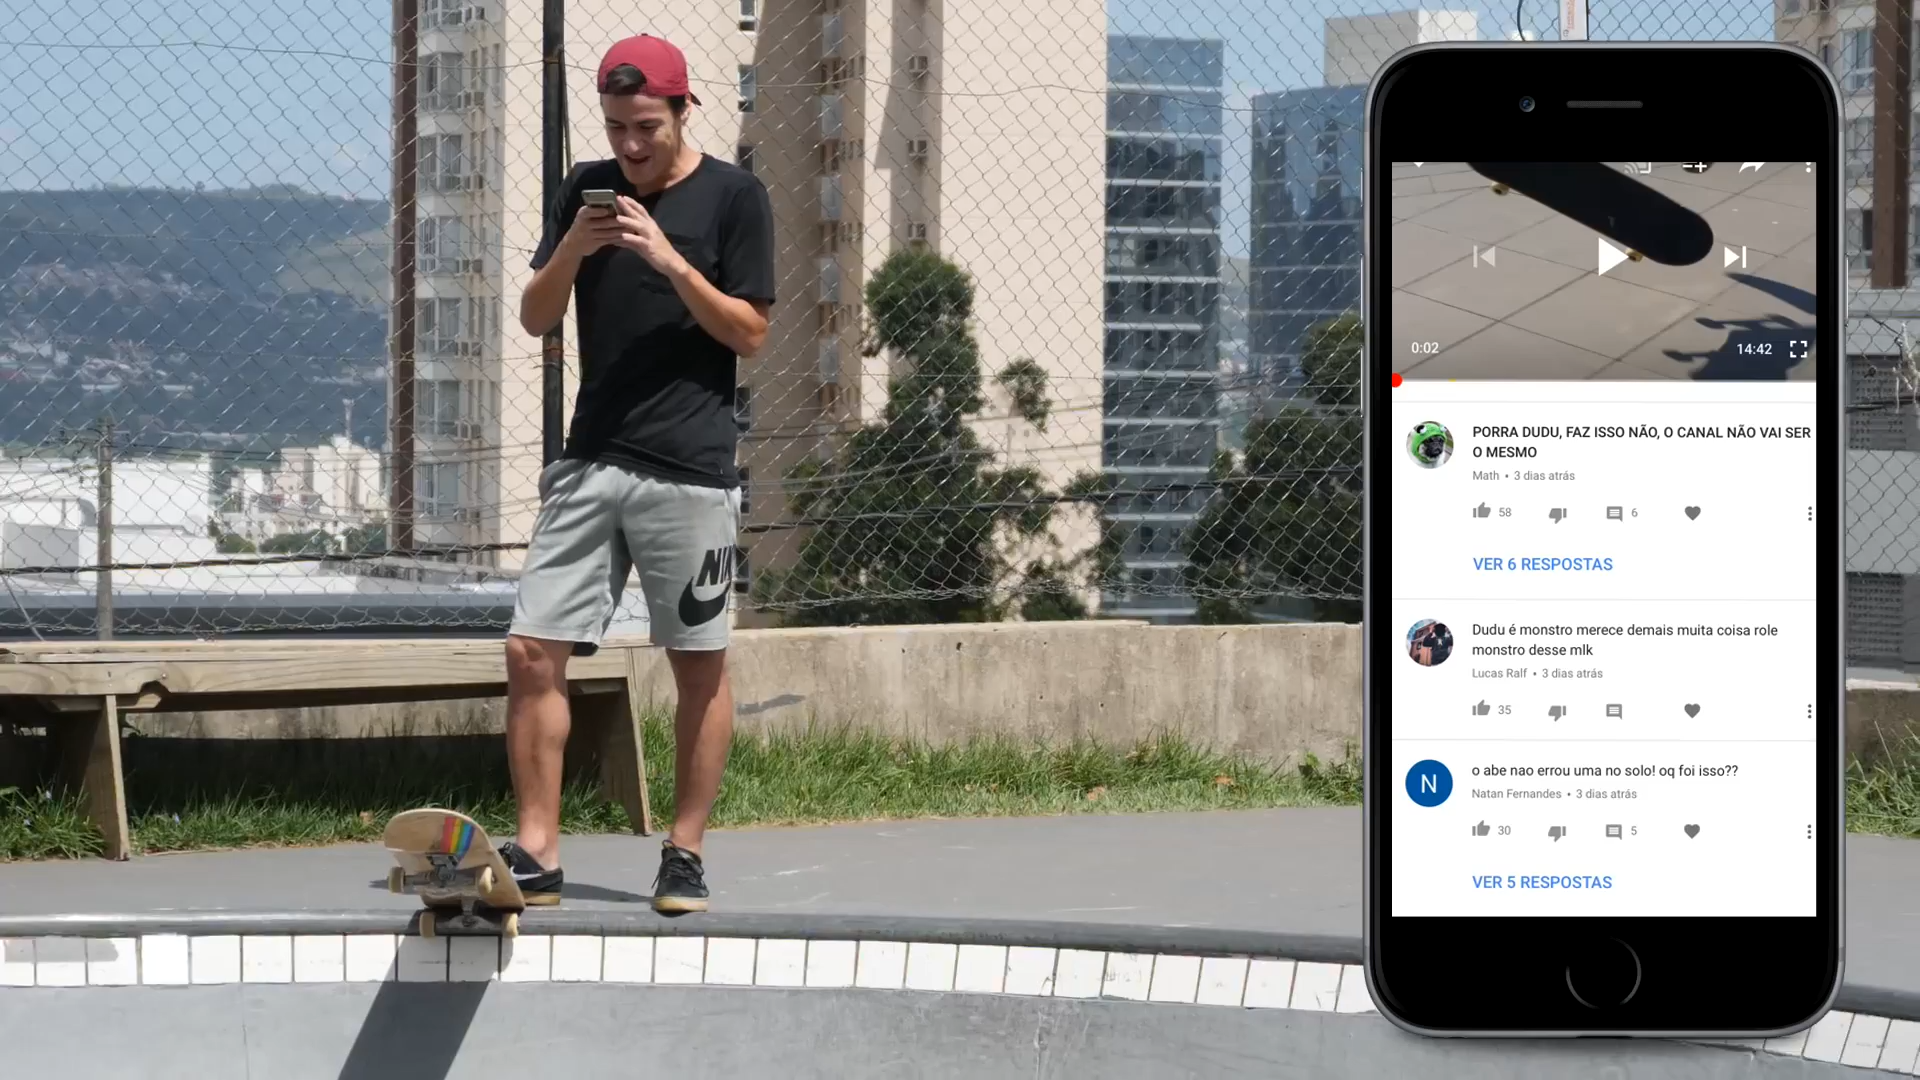 NIK
0:02
14:42
PORRA DUDU, FAZ ISSO NÃO, O CANAL NÃO VAI SER
O MESMO
Math • 3 dias atrás
58
6
VER 6 RESPOSTAS
Dudu é monstro merece demais muita coisa role
monstro desse mlk
Lucas Ralf • 3 dias atrás
35
N
o abe nao errou uma no solo! oq foi isso??
Natan Fernandes • 3 dias atrás
30
5
VER 5 RESPOSTAS